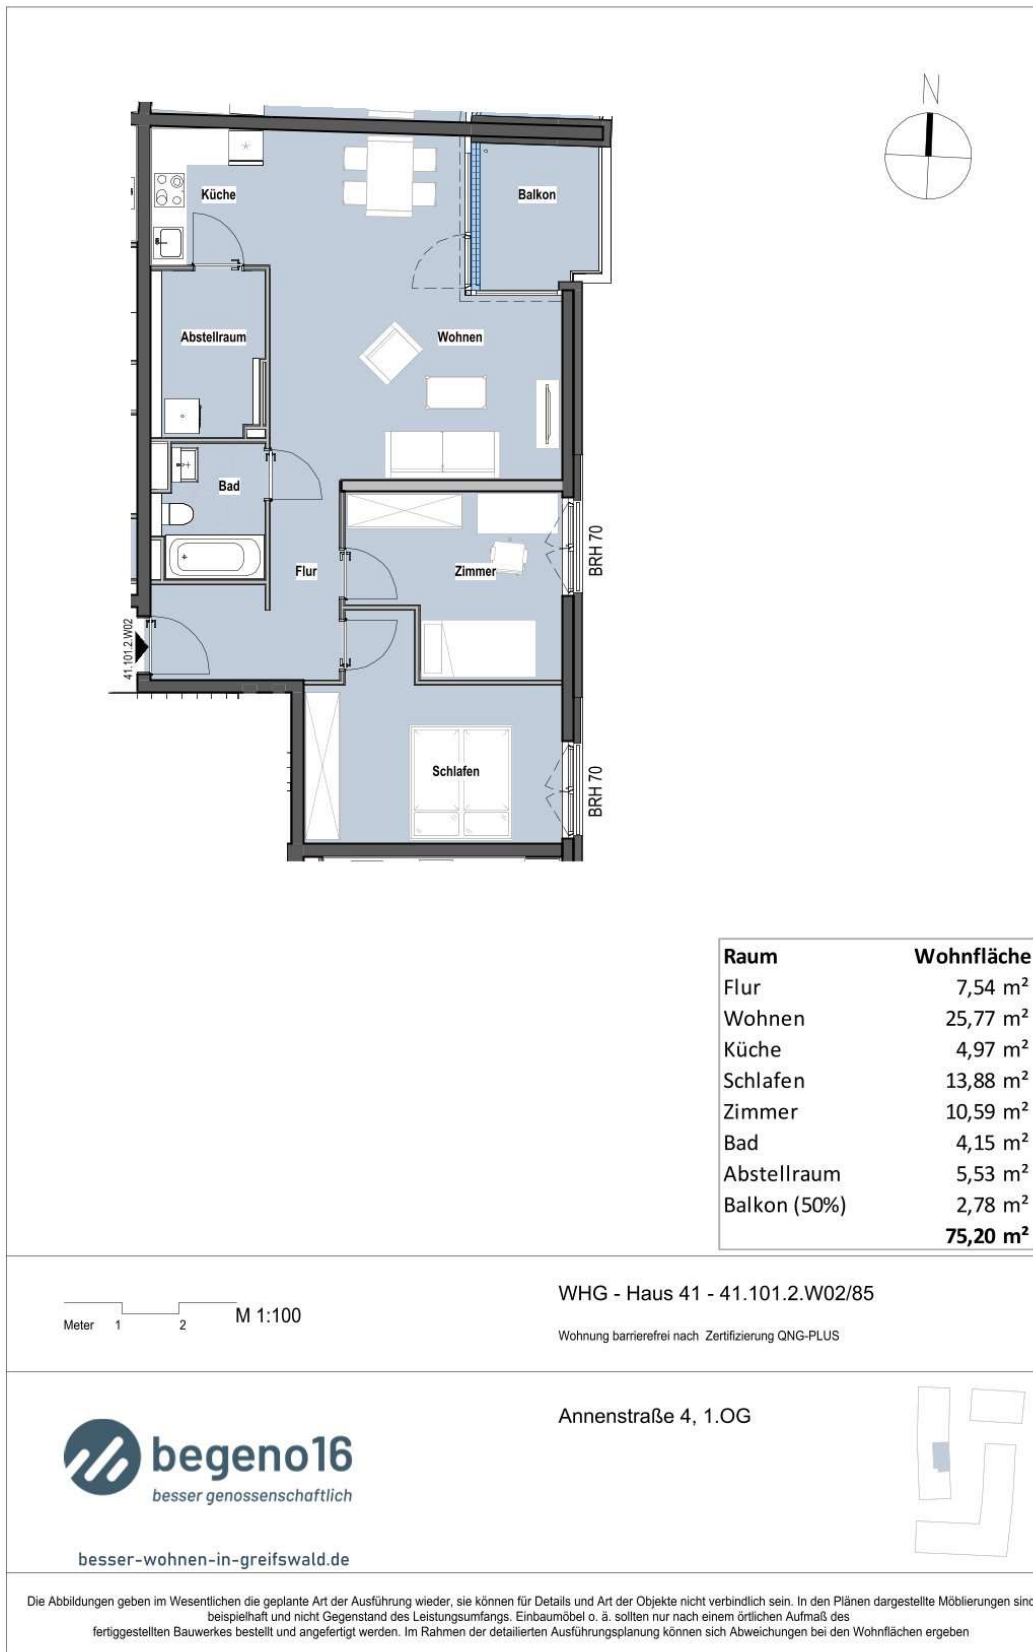 N
Küche
Balkon
Abstellraum
Wohnen
Bad
BRH 70
Flur
Zimmer
41.101.2.W02
Schlafen
BRH 70
Raum Wohnfläche
Flur 7,54 m²
Wohnen 25,77 m²
Küche 4,97 m²
Schlafen 13,88 m²
Zimmer 10,59 m²
Bad 4,15 m²
Abstellraum 5,53 m²
Balkon (50%) 2,78 m²
75,20 m²
Meter 1 2 M 1:100
WHG - Haus 41 - 41.101.2.W02/85
Wohnung barrierefrei nach Zertifizierung QNG-PLUS
begeno16
besser genossenschaftlich
besser-wohnen-in-greifswald.de
Annenstraße 4, 1.OG
Die Abbildungen geben im Wesentlichen die geplante Art der Ausführung wieder, sie können für Details und Art der Objekte nicht verbindlich sein. In den Plänen dargestellte Möblierungen sind
beispielhaft und nicht Gegenstand des Leistungsumfangs. Einbaumöbel o. ä. sollten nur nach einem örtlichen Aufmaß des
fertiggestellten Bauwerkes bestellt und angefertigt werden. Im Rahmen der detailierten Ausführungsplanung können sich Abweichungen bei den Wohnflächen ergeben